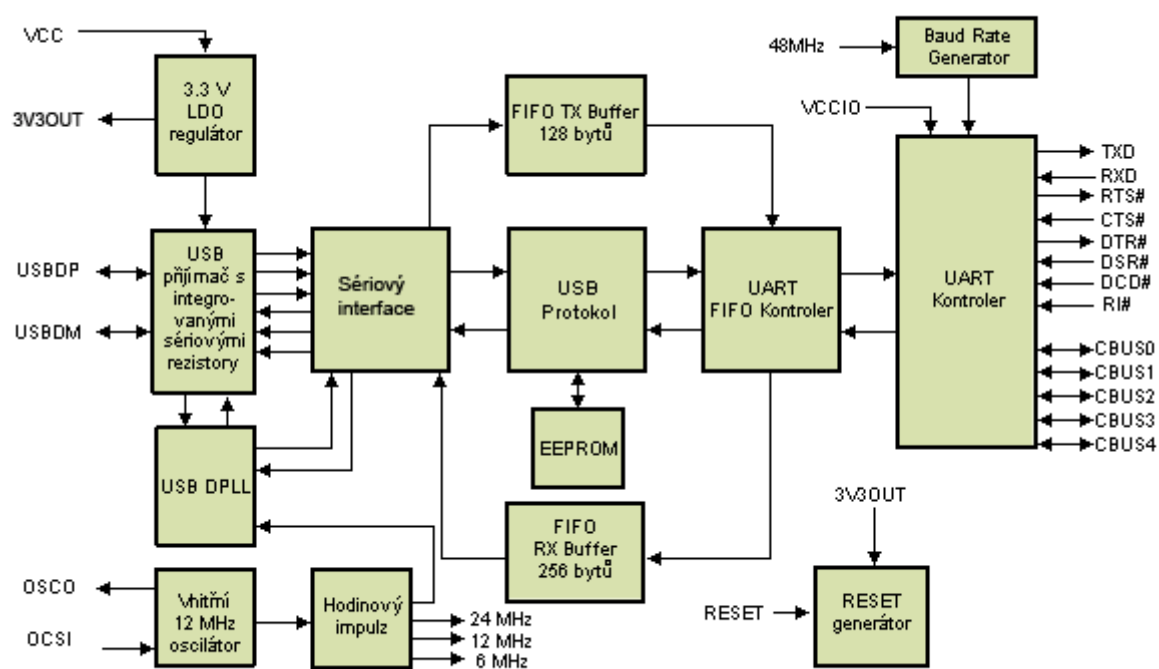 VCC
3V3OUT
3.3 V
LDO
regulátor
USBDP
USBDM
USB
přjímač s
integro-
vanými
sériovými
rezistory
USB DPLL
OSCO
OCSI
Vhitřní
12 MHz
oscilátor
Hodinový
impulz
24 MHz
12 MHz
6 MHz
Sériový
interface
FIFO TX Buffer
128 bytů
USB
Protokol
EEPROM
FIFO
RX Buffer
256 bytů
UART
FIFO Kontroler
48MHz
Baud Rate
Generator
VCCIO
UART
Kontroler
TXD
RXD
RTS#
CTS#
DTR#
DSR#
DCD#
RI#
CBUS0
CBUS1
CBUS2
CBUS3
CBUS4
3V3OUT
RESET
RESET
generátor